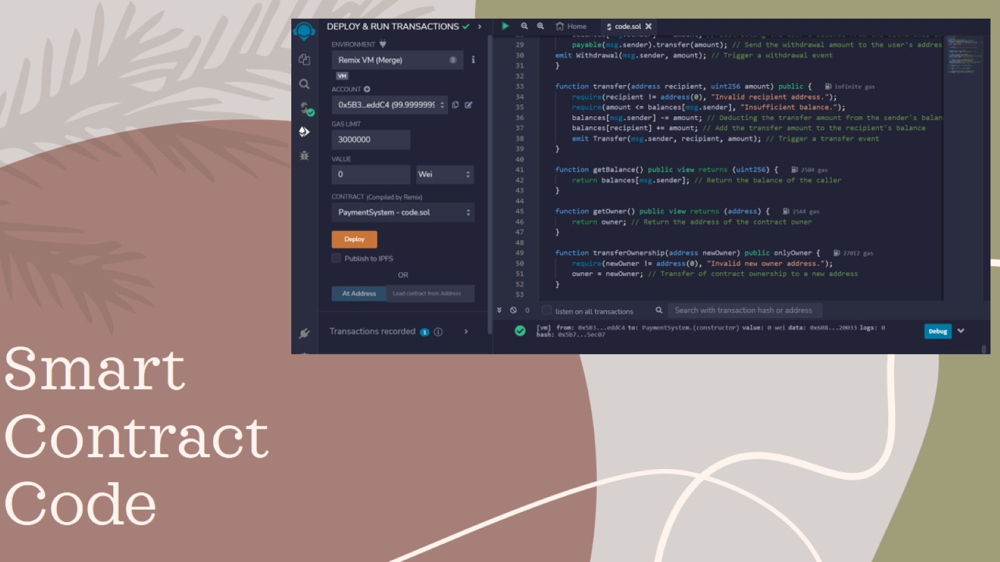 Smart
Contract
Code
DEPLOY & RUN TRANSACTIONS
ENVIRONMENT
Remix VM (Merge)
VM
ACCOUNT
0x5B3...eddC4 (99.9999999
GAS LIMIT
3000000
VALUE
0 Wei
CONTRACT (Compiled by Remix)
PaymentSystem - code.sol
Deploy
Publish to IPFS
OR
At Address Load contract from Address
Transactions recorded 1 i
Home code.sol
29 payable(msg.sender).transfer(amount); // Send the withdrawal amount to the user's addres
30 emit Withdrawal(msg.sender, amount); // Trigger a withdrawal event
31 }
32
33 function transfer(address recipient, uint256 amount) public { infinite gas
34 require(recipient != address(0), "Invalid recipient address.");
35 require(amount <= balances[msg.sender], "Insufficient balance.");
36 balances[msg.sender] -= amount; // Deducting the transfer amount from the sender's balan
37 balances[recipient] += amount; // Add the transfer amount to the recipient's balance
38 emit Transfer(msg.sender, recipient, amount); // Trigger a transfer event
39 }
40
41 function getBalance() public view returns (uint256) { 2504 gas
42 return balances[msg.sender]; // Return the balance of the caller
43 }
44
45 function getOwner() public view returns (address) { 2544 gas
46 return owner; // Return the address of the contract owner
47 }
48
49 function transferOwnership(address newOwner) public onlyOwner { 27012 gas
50 require(newOwner != address(0), "Invalid new owner address.");
51 owner = newOwner; // Transfer of contract ownership to a new address
52 }
53
0 listen on all transactions Search with transaction hash or address
[vm] from: 0x5B3...eddC4 to: PaymentSystem.(constructor) value: 0 wei data: 0x608...20033 logs: 0
hash: 0x5b7...5ec07
Debug